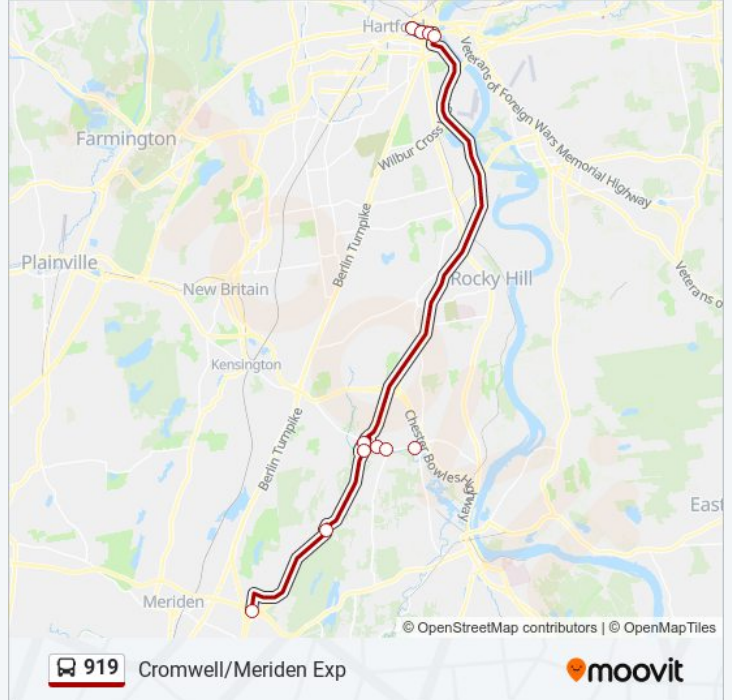 Hartford
Veterans of Foreign Wars Memorial Highway
Farmington
Wilbur Cross
Berlin Turnpike
Plainville
Rocky Hill
Veterans o
New Britain
Kensington
Chester Bowles Highway
Berlin Turnpike
East
Meriden
© OpenStreetMap contributors | © OpenMapTiles
919 Cromwell/Meriden Exp
moovit